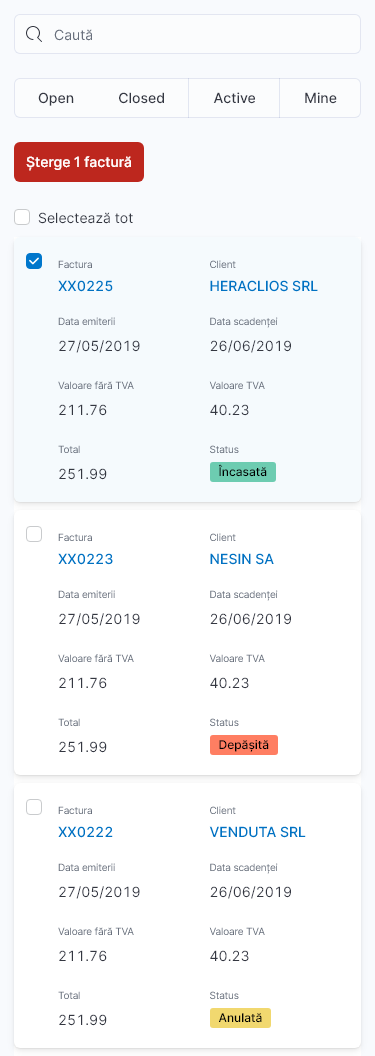 Caută
Open Closed Active Mine
Șterge 1 factură
Selectează tot
Factura Client
XX0225 HERACLIOS SRL
Data emiterii Data scadenței
27/05/2019 26/06/2019
Valoare fără TVA Valoare TVA
211.76 40.23
Total Status
251.99 Încasată
Factura Client
XX0223 NESIN SA
Data emiterii Data scadenței
27/05/2019 26/06/2019
Valoare fără TVA Valoare TVA
211.76 40.23
Total Status
251.99 Depășită
Factura Client
XX0222 VENDUTA SRL
Data emiterii Data scadenței
27/05/2019 26/06/2019
Valoare fără TVA Valoare TVA
211.76 40.23
Total Status
251.99 Anulată